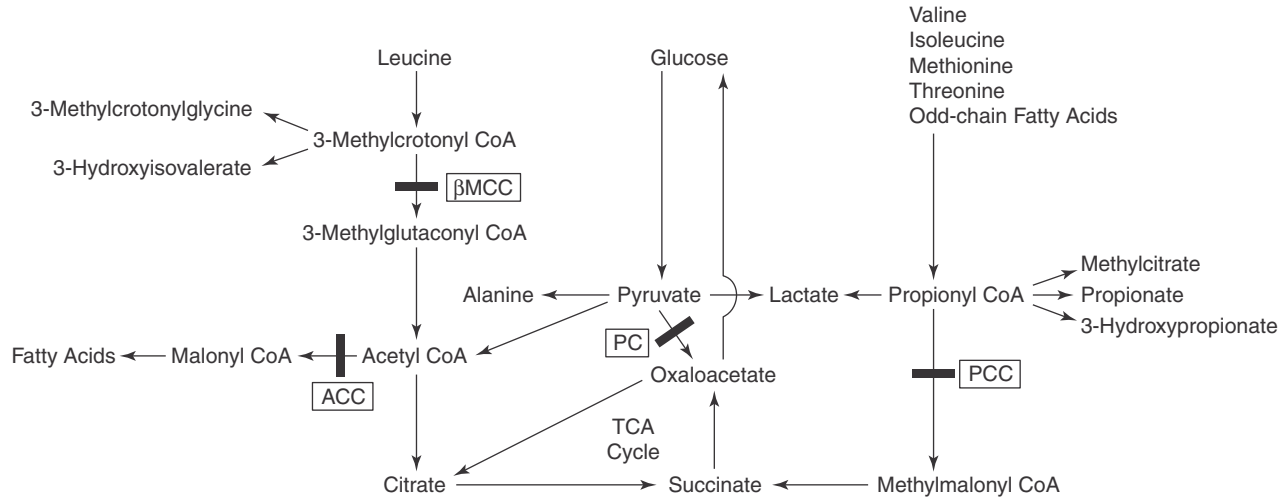 Valine
Isoleucine
Methionine
Threonine
Odd-chain Fatty Acids
Leucine
Glucose
3-Methylcrotonylglycine
3-Methylcrotonyl CoA
3-Hydroxyisovalerate
βMCC
3-Methylglutaconyl CoA
Methylcitrate
Alanine
Pyruvate
Lactate
Propionyl CoA
Propionate
3-Hydroxypropionate
PC
Fatty Acids
Malonyl CoA
Acetyl CoA
Oxaloacetate
PCC
ACC
TCA
Cycle
Citrate
Succinate
Methylmalonyl CoA